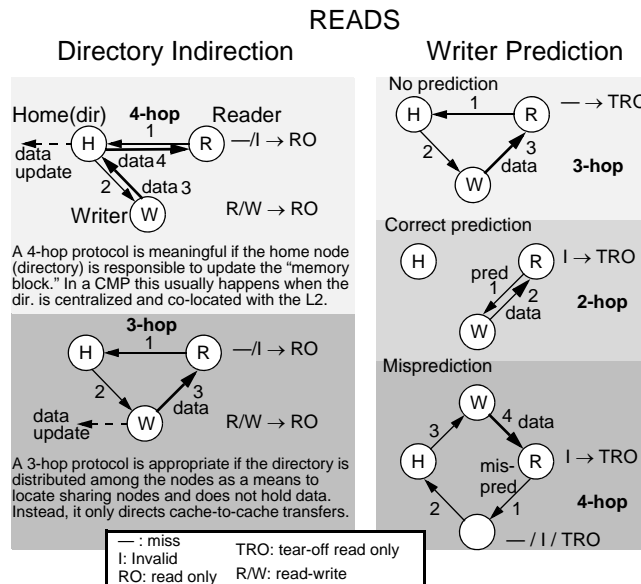 READS
Directory Indirection
Home(dir)
4-hop
Reader
H
1
R
—/I → RO
data 4
data
update
2
data 3
Writer
W
R/W → RO
A 4-hop protocol is meaningful if the home node
(directory) is responsible to update the “memory
block.” In a CMP this usually happens when the
dir. is centralized and co-located with the L2.
3-hop
H
1
R
—/I → RO
2
3
data
data
update
W
R/W → RO
A 3-hop protocol is appropriate if the directory is
distributed among the nodes as a means to
locate sharing nodes and does not hold data.
Instead, it only directs cache-to-cache transfers.
Writer Prediction
No prediction
H
1
R
— → TRO
2
3
data
3-hop
W
Correct prediction
H
R
I → TRO
pred
1
2
data
2-hop
W
Misprediction
W
4
data
3
H
mis-
pred
R
I → TRO
2
1
4-hop
— / I / TRO
— : miss
I: Invalid
RO: read only
TRO: tear-off read only
R/W: read-write